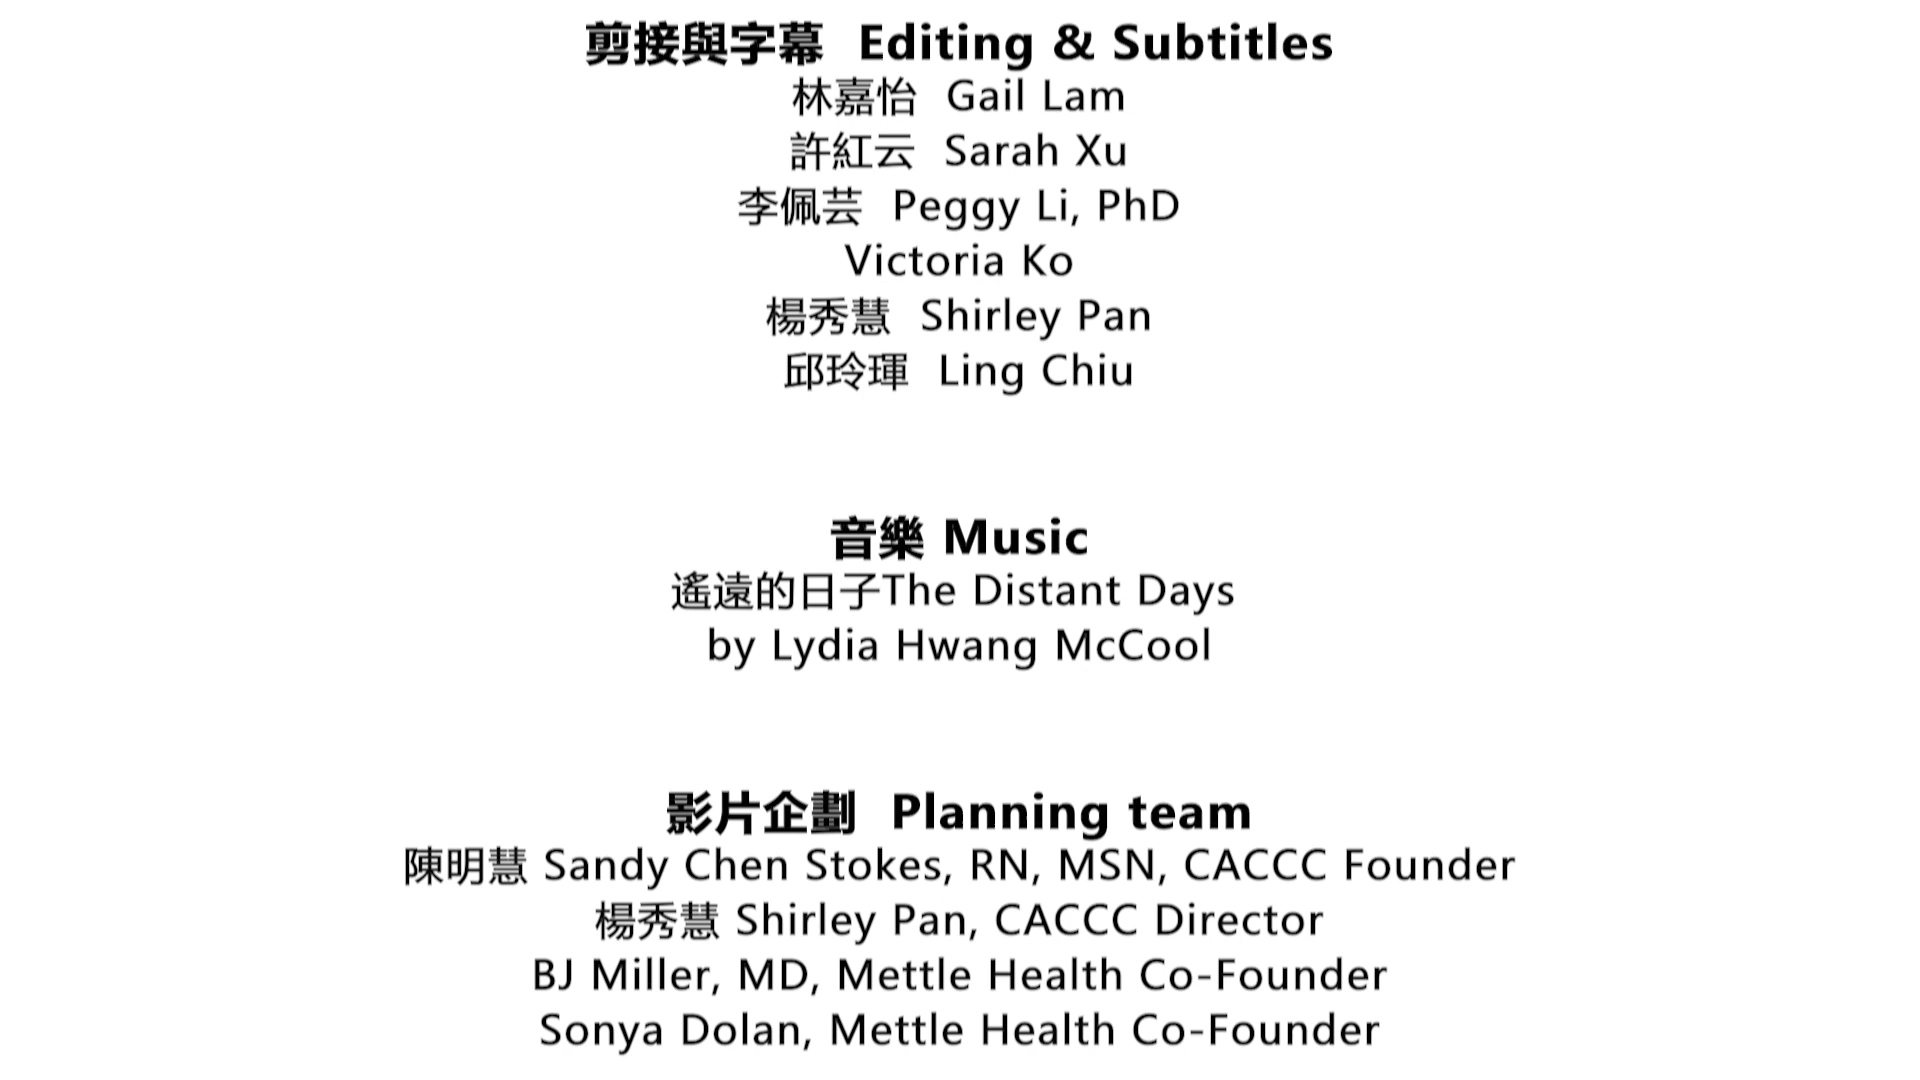 剪接與字幕 Editing & Subtitles
林嘉怡 Gail Lam
許紅云 Sarah Xu
李佩芸 Peggy Li, PhD
Victoria Ko
楊秀慧 Shirley Pan
邱玲琿 Ling Chiu
音樂 Music
遙遠的日子The Distant Days
by Lydia Hwang McCool
影片企劃 Planning team
陳明慧 Sandy Chen Stokes, RN, MSN, CACCC Founder
楊秀慧 Shirley Pan, CACCC Director
BJ Miller, MD, Mettle Health Co-Founder
Sonya Dolan, Mettle Health Co-Founder